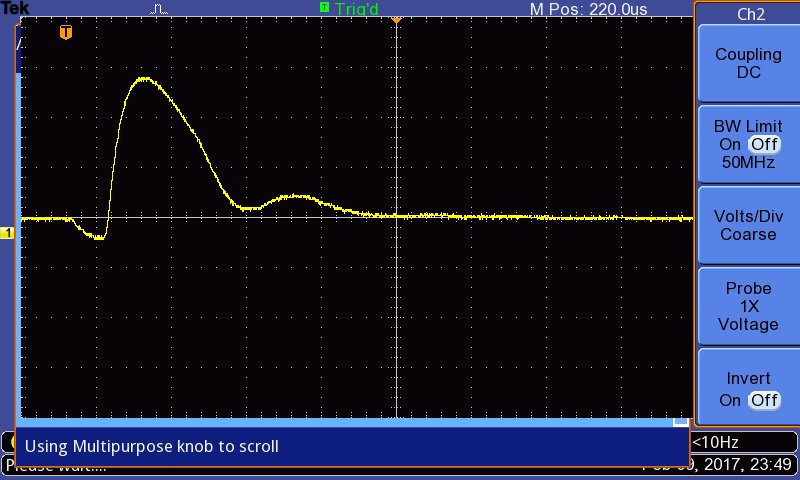 Tek
T Trig'd
M Pos: 220.0us
Ch2
T
Coupling
DC
BW Limit
On Off
50MHz
1
Volts/Div
Coarse
Probe
1X
Voltage
Invert
On Off
Using Multipurpose knob to scroll
<10Hz
Please wait....
2017, 23:49